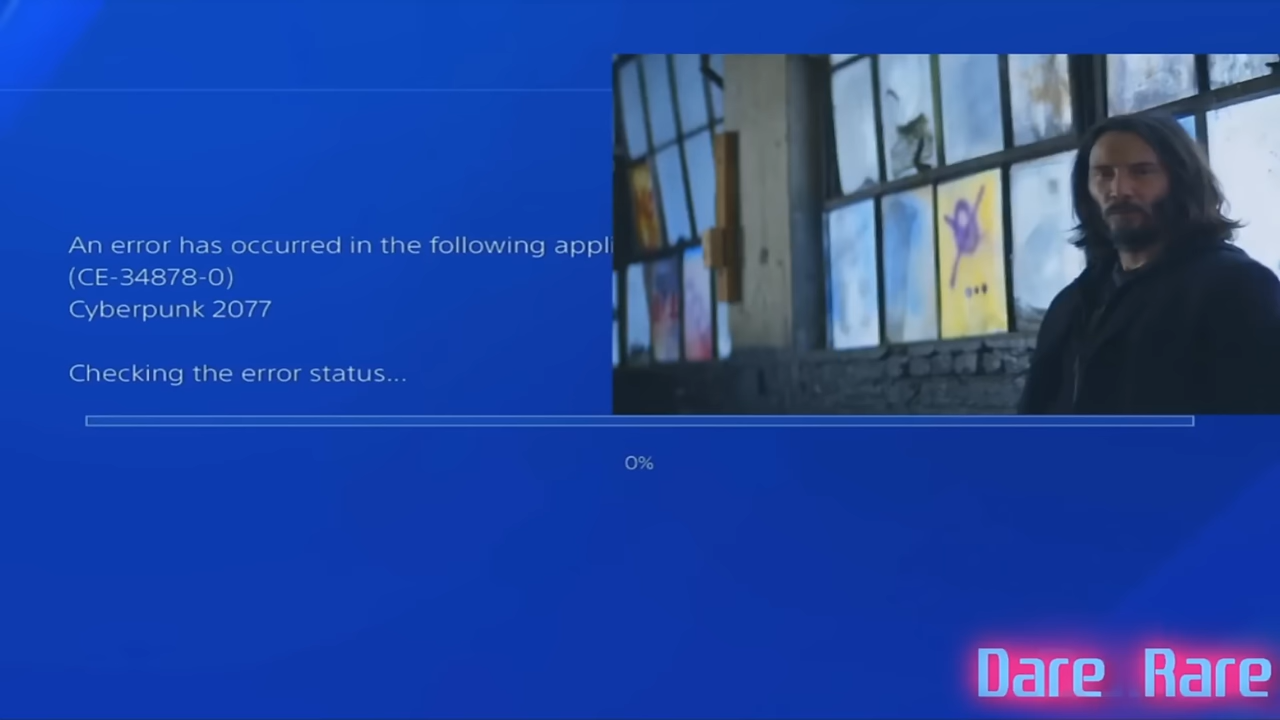 An error has occurred in the following appli
(CE-34878-0)
Cyberpunk 2077
Checking the error status...
0%
Dare Rare